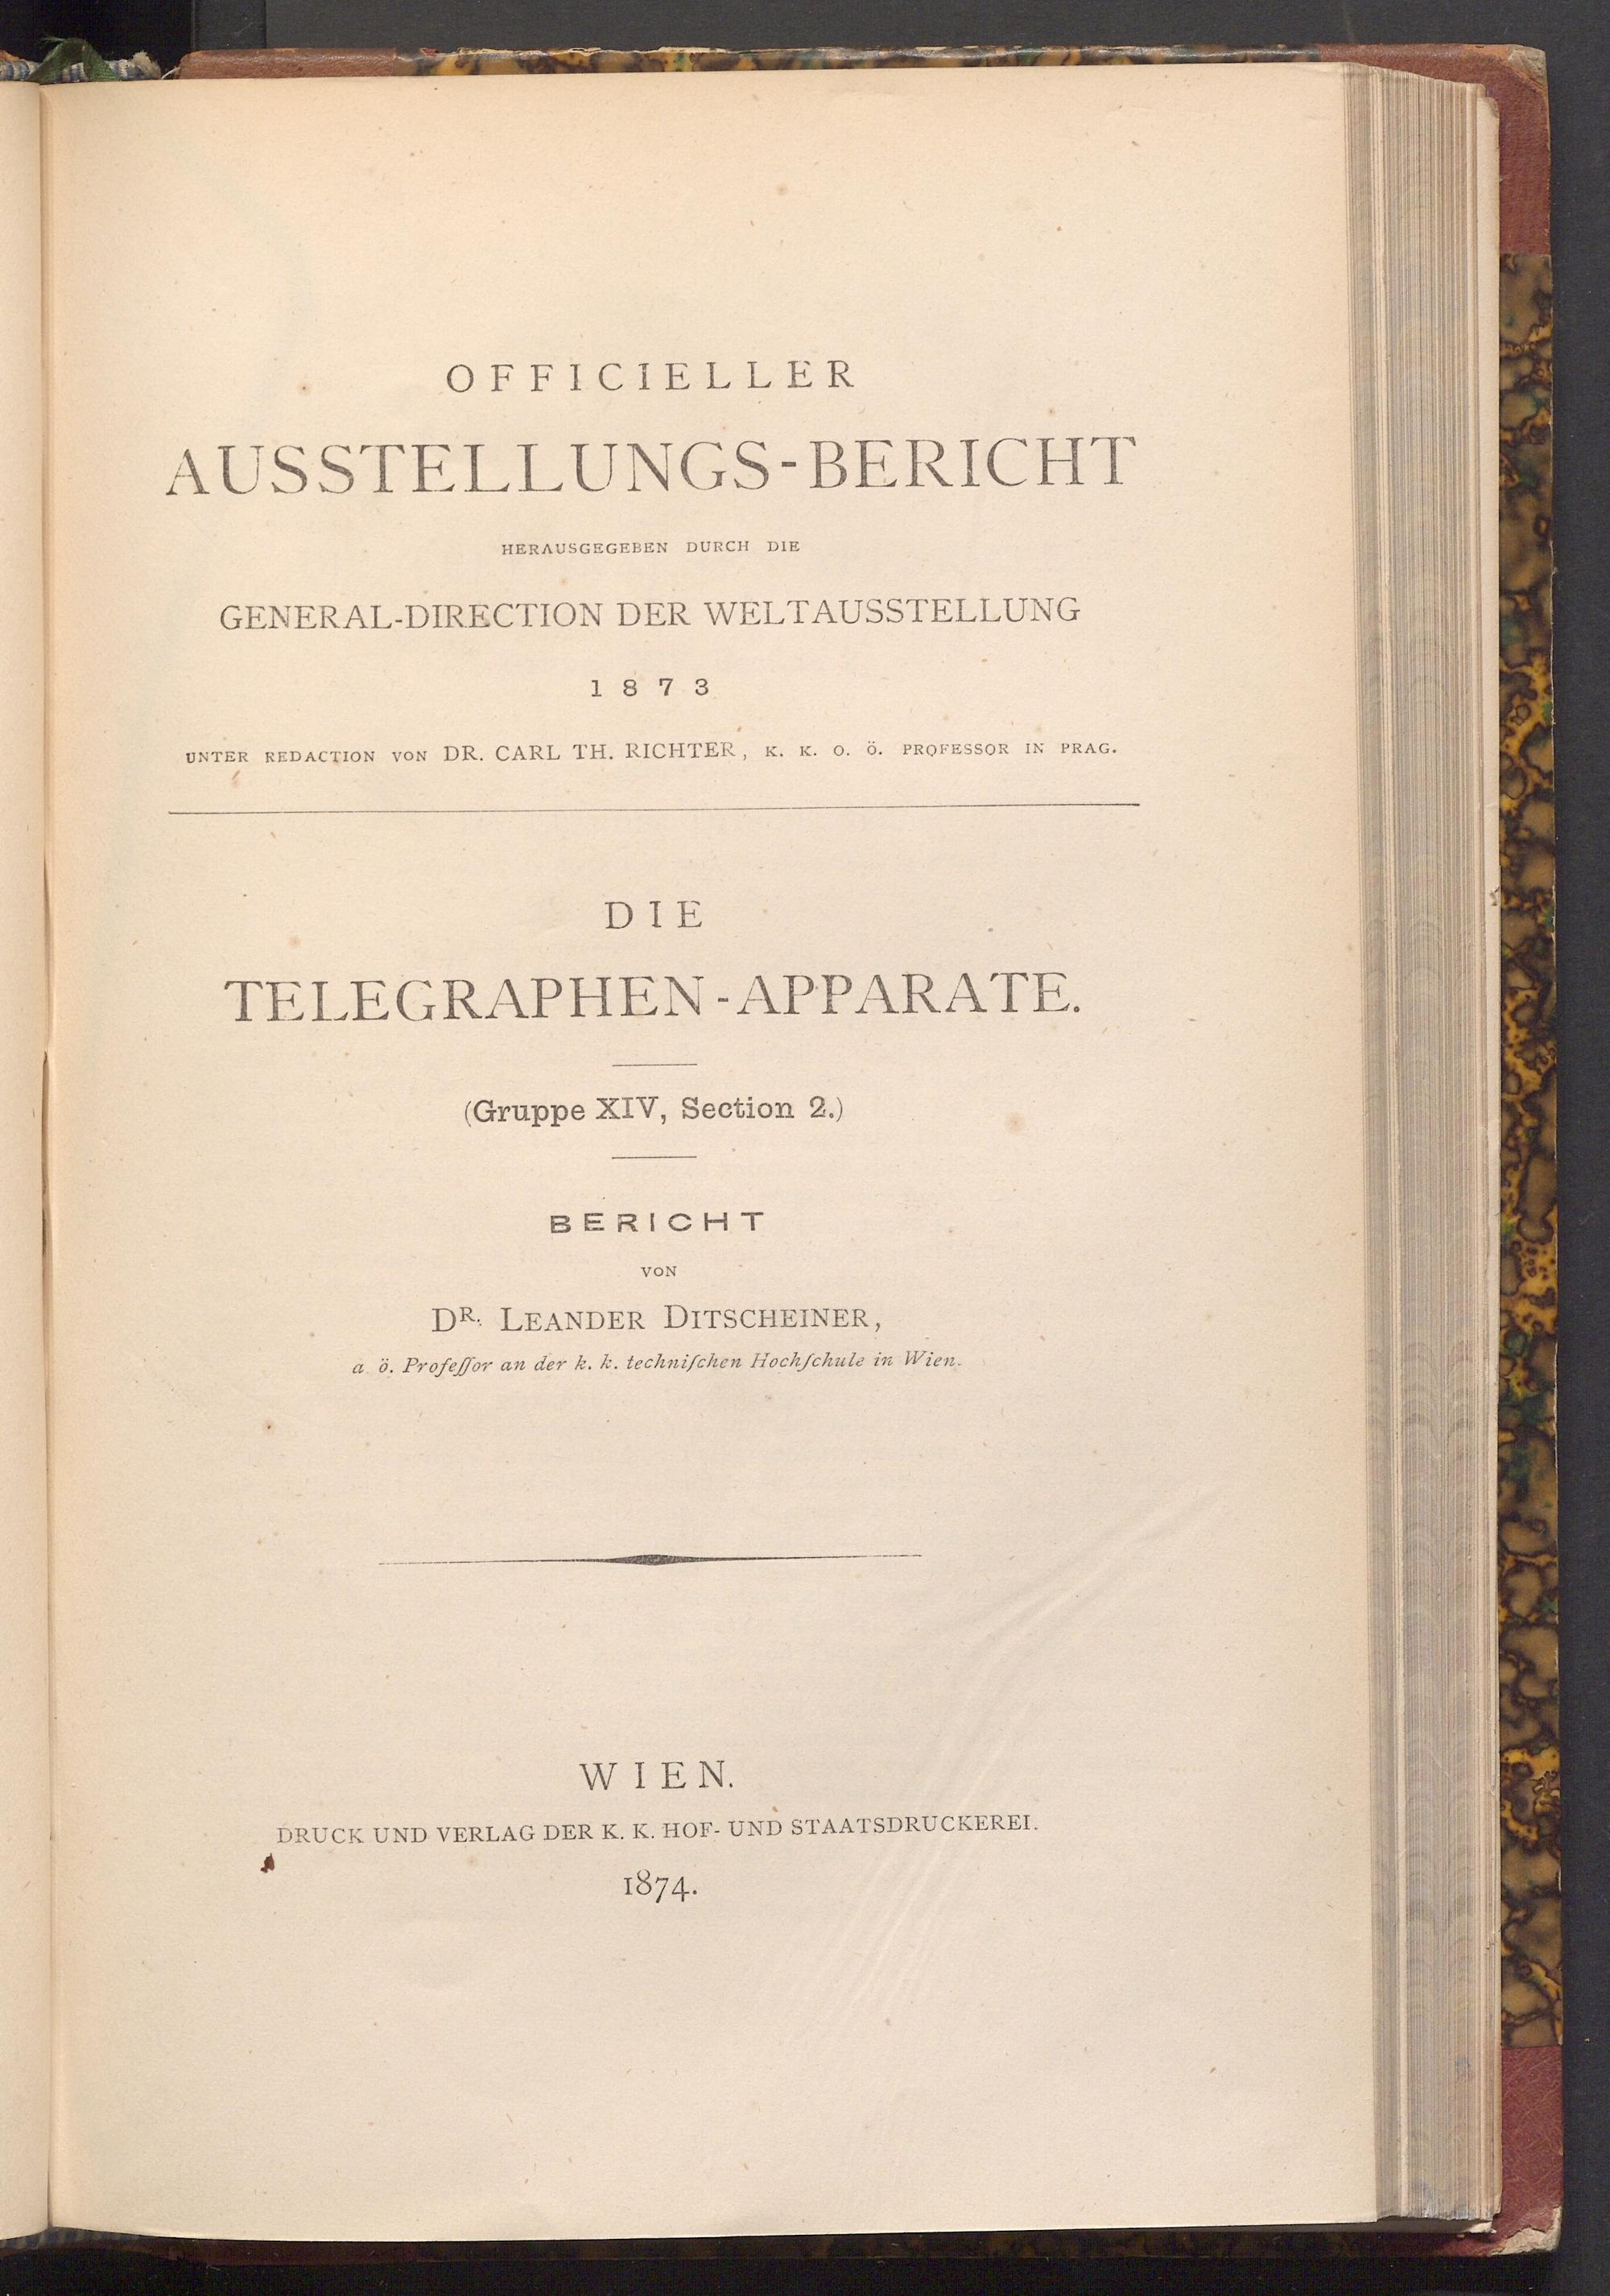 OFFICIELLER
AUSSTELLUNGS-BERICHT
HERAUSGEGEBEN DURCH DIE
GENERAL-DIRECTION DER WELTAUSSTELLUNG
1873
UNTER REDACTION VON DR. CARL TH. RICHTER, K. K. O. Ö. PROFESSOR IN PRAG.
DIE
TELEGRAPHEN-APPARATE.
(Gruppe XIV, Section 2.)
BERICHT
VON
DR. LEANDER DITSCHEINER,
a. ö. Profeſſor an der k. k. techniſchen Hochſchule in Wien.
WIEN.
DRUCK UND VERLAG DER K. K. HOF- UND STAATSDRUCKEREI.
1874.